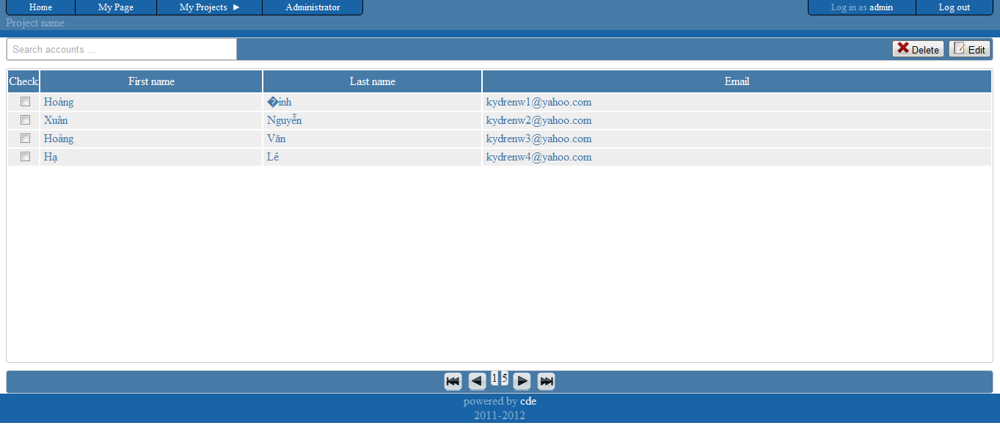 Home My Page My Projects ▶ Administrator Log in as admin Log out
Project name
Search accounts ... Delete Edit
Check First name Last name Email
Hoàng �inh kydrenw1@yahoo.com
Xuân Nguyễn kydrenw2@yahoo.com
Hoàng Văn kydrenw3@yahoo.com
Hạ Lê kydrenw4@yahoo.com
1 5
powered by cde
2011-2012